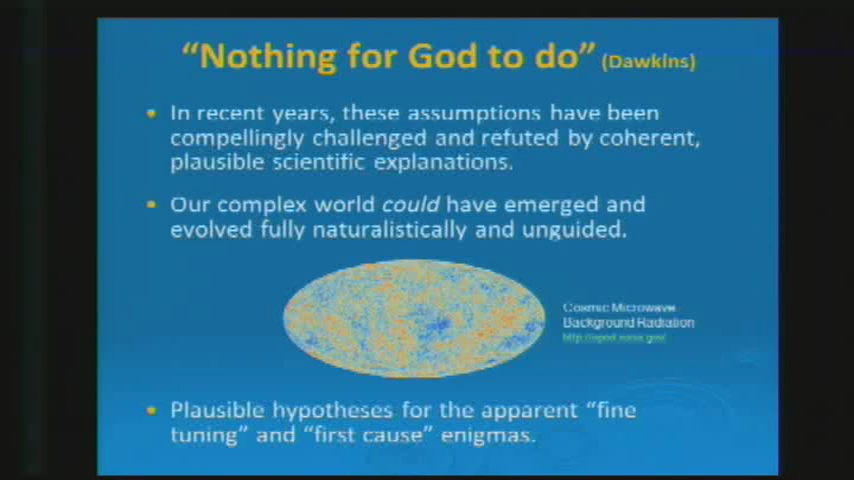 “Nothing for God to do” (Dawkins)
• In recent years, these assumptions have been
compellingly challenged and refuted by coherent,
plausible scientific explanations.
• Our complex world could have emerged and
evolved fully naturalistically and unguided.
Cosmic Microwave
Background Radiation
• Plausible hypotheses for the apparent “fine
tuning” and “first cause” enigmas.